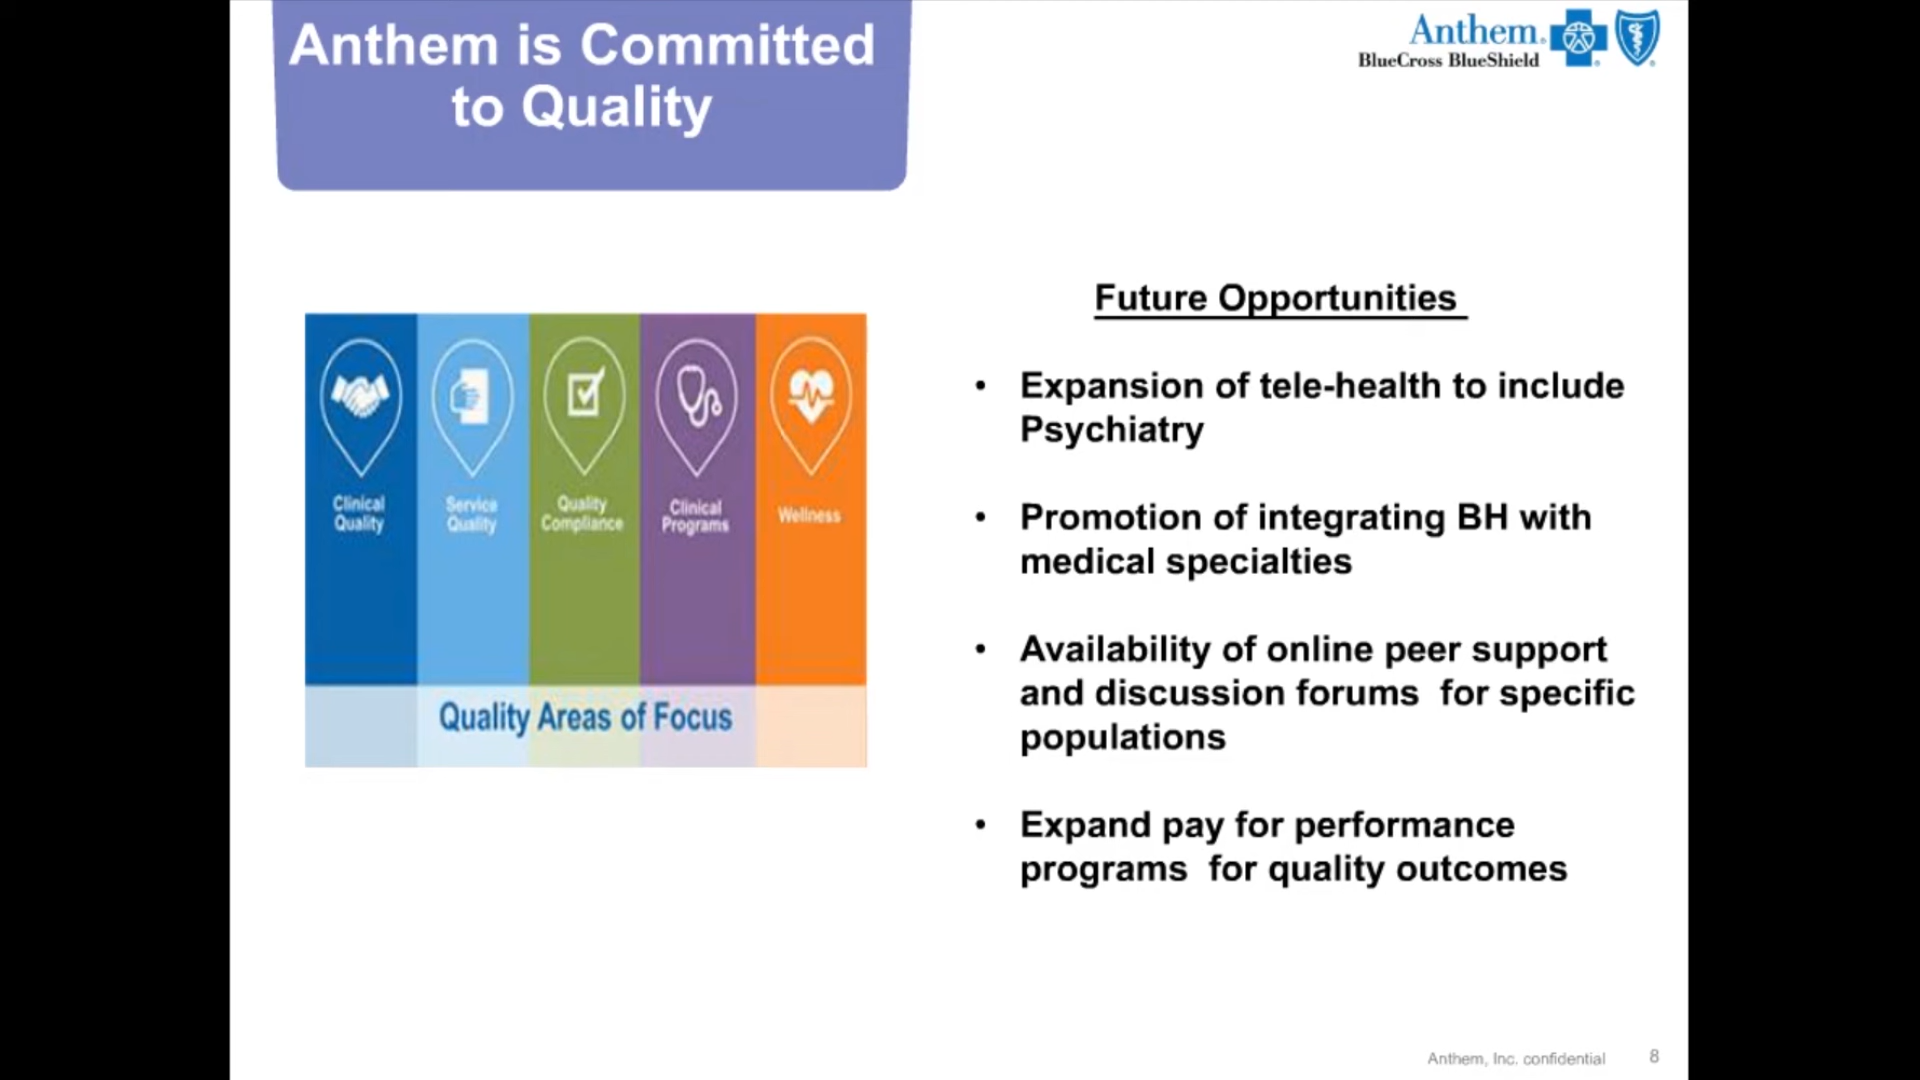 Anthem is Committed
to Quality
Anthem.
BlueCross BlueShield
Clinical
Quality
Service
Quality
Quality
Compliance
Clinical
Programs
Wellness
Quality Areas of Focus
Future Opportunities
• Expansion of tele-health to include
Psychiatry
• Promotion of integrating BH with
medical specialties
• Availability of online peer support
and discussion forums for specific
populations
• Expand pay for performance
programs for quality outcomes
Anthem, Inc. confidential 8